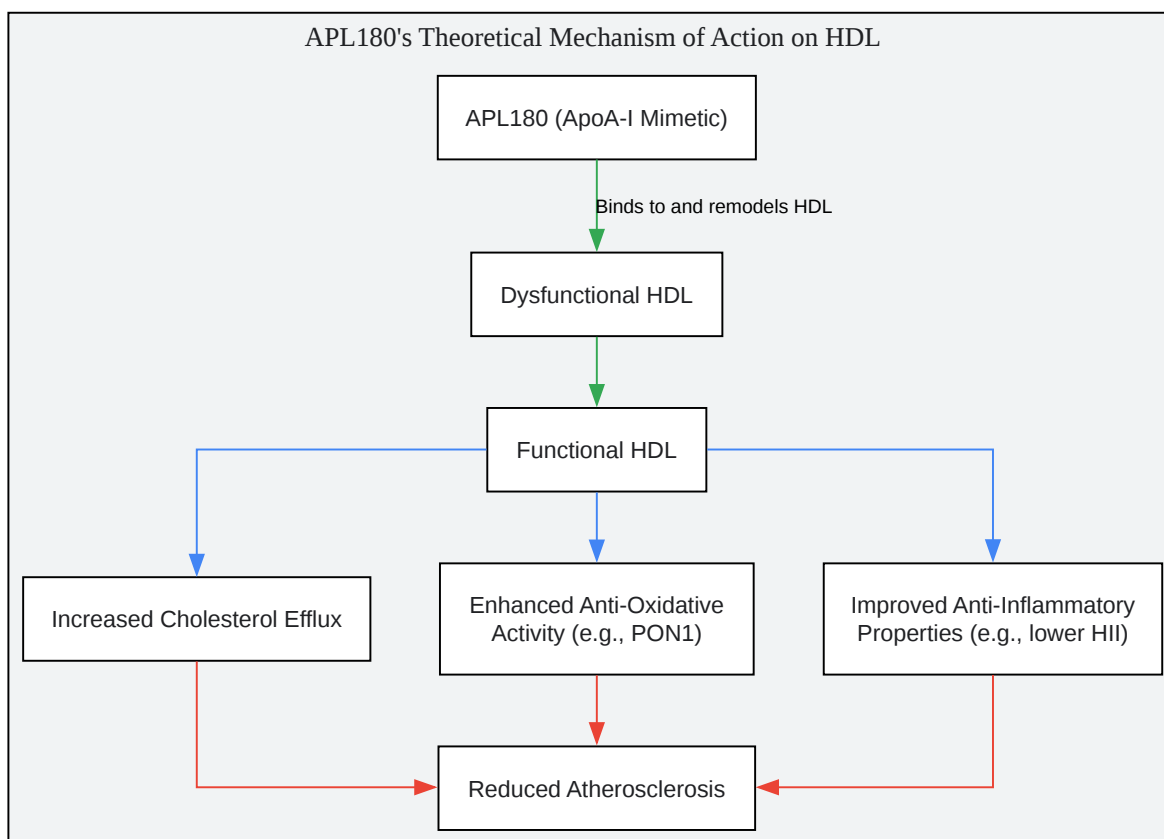 APL180's Theoretical Mechanism of Action on HDL
APL180 (ApoA-I Mimetic)
Binds to and remodels HDL
Dysfunctional HDL
Functional HDL
Increased Cholesterol Efflux
Enhanced Anti-Oxidative
Activity (e.g., PON1)
Improved Anti-Inflammatory
Properties (e.g., lower HII)
Reduced Atherosclerosis